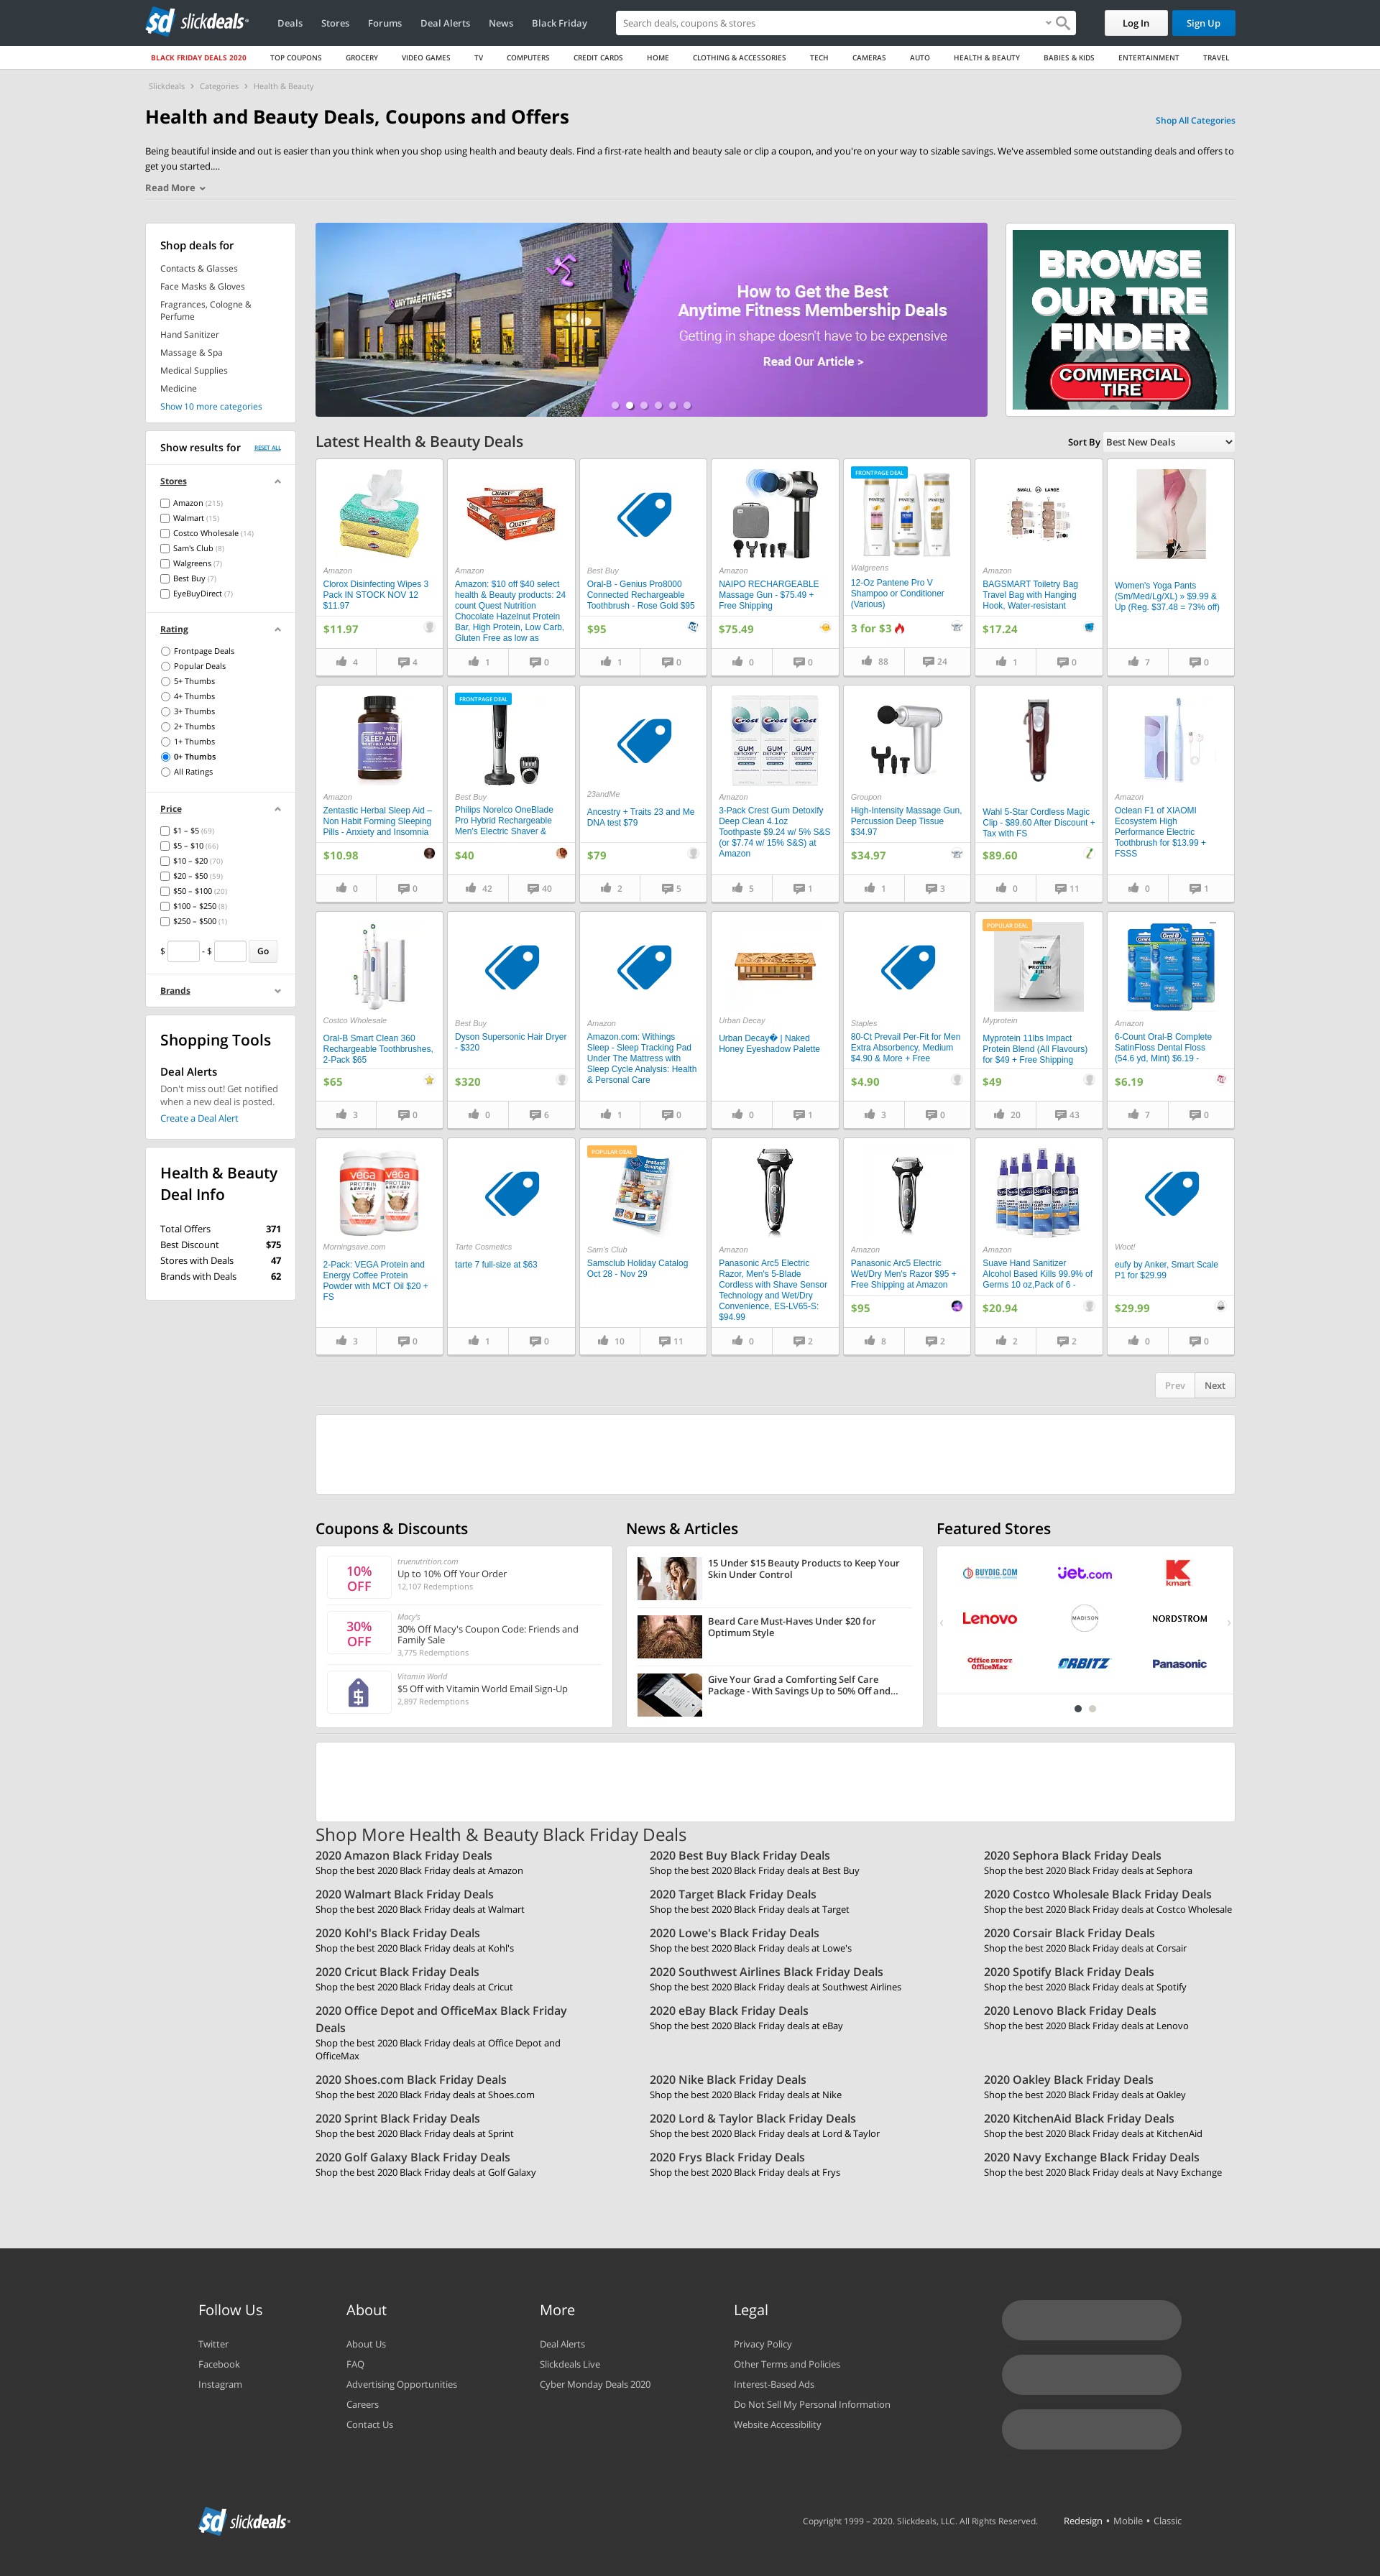 slickdeals
Deals
Stores
Forums
Deal Alerts
News
Black Friday
Search deals, coupons & stores
Log In
Sign Up
BLACK FRIDAY DEALS 2020
TOP COUPONS
GROCERY
VIDEO GAMES
TV
COMPUTERS
CREDIT CARDS
HOME
CLOTHING & ACCESSORIES
TECH
CAMERAS
AUTO
HEALTH & BEAUTY
BABIES & KIDS
ENTERTAINMENT
TRAVEL
Slickdeals > Categories > Health & Beauty
Health and Beauty Deals, Coupons and Offers
Shop All Categories
Being beautiful inside and out is easier than you think when you shop using health and beauty deals. Find a first-rate health and beauty sale or clip a coupon, and you're on your way to sizable savings. We've assembled some outstanding deals and offers to
get you started....
Read More
Shop deals for
Contacts & Glasses
Face Masks & Gloves
Fragrances, Cologne &
Perfume
Hand Sanitizer
Massage & Spa
Medical Supplies
Medicine
Show 10 more categories
Show results for
RESET ALL
Stores
Amazon (215)
Walmart (15)
Costco Wholesale (14)
Sam's Club (8)
Walgreens (7)
Best Buy (7)
EyeBuyDirect (7)
Rating
Frontpage Deals
Popular Deals
5+ Thumbs
4+ Thumbs
3+ Thumbs
2+ Thumbs
1+ Thumbs
0+ Thumbs
All Ratings
Price
$1 – $5 (69)
$5 – $10 (66)
$10 – $20 (70)
$20 – $50 (59)
$50 – $100 (20)
$100 – $250 (8)
$250 – $500 (1)
$ - $ Go
Brands
Shopping Tools
Deal Alerts
Don't miss out! Get notified
when a new deal is posted.
Create a Deal Alert
Health & Beauty
Deal Info
Total Offers 371
Best Discount $75
Stores with Deals 47
Brands with Deals 62
ANYTIME FITNESS
How to Get the Best
Anytime Fitness Membership Deals
Getting in shape doesn't have to be expensive
Read Our Article >
BROWSE
OUR TIRE
FINDER
COMMERCIAL
TIRE
Latest Health & Beauty Deals
Sort By Best New Deals
Amazon
Clorox Disinfecting Wipes 3
Pack IN STOCK NOV 12
$11.97
$11.97
4 4
QUEST
Amazon
Amazon: $10 off $40 select
health & Beauty products: 24
count Quest Nutrition
Chocolate Hazelnut Protein
Bar, High Protein, Low Carb,
Gluten Free as low as
1 0
Best Buy
Oral-B - Genius Pro8000
Connected Rechargeable
Toothbrush - Rose Gold $95
$95
1 0
Amazon
NAIPO RECHARGEABLE
Massage Gun - $75.49 +
Free Shipping
$75.49
0 0
FRONTPAGE DEAL
PANTENE
Walgreens
12-Oz Pantene Pro V
Shampoo or Conditioner
(Various)
3 for $3
88 24
SMALL VS LARGE
Amazon
BAGSMART Toiletry Bag
Travel Bag with Hanging
Hook, Water-resistant
$17.24
1 0
Women's Yoga Pants
(Sm/Med/Lg/XL) » $9.99 &
Up (Reg. $37.48 = 73% off)
7 0
SLEEP AID
Amazon
Zentastic Herbal Sleep Aid –
Non Habit Forming Sleeping
Pills - Anxiety and Insomnia
$10.98
0 0
FRONTPAGE DEAL
Best Buy
Philips Norelco OneBlade
Pro Hybrid Rechargeable
Men's Electric Shaver &
$40
42 40
23andMe
Ancestry + Traits 23 and Me
DNA test $79
$79
2 5
Crest Crest Crest
GUM GUM GUM
DETOXIFY DETOXIFY DETOXIFY
Amazon
3-Pack Crest Gum Detoxify
Deep Clean 4.1oz
Toothpaste $9.24 w/ 5% S&S
(or $7.74 w/ 15% S&S) at
Amazon
5 1
Groupon
High-Intensity Massage Gun,
Percussion Deep Tissue
$34.97
$34.97
1 3
Wahl 5-Star Cordless Magic
Clip - $89.60 After Discount +
Tax with FS
$89.60
0 11
Amazon
Oclean F1 of XIAOMI
Ecosystem High
Performance Electric
Toothbrush for $13.99 +
FSSS
0 1
Costco Wholesale
Oral-B Smart Clean 360
Rechargeable Toothbrushes,
2-Pack $65
$65
3 0
Best Buy
Dyson Supersonic Hair Dryer
- $320
$320
0 6
Amazon
Amazon.com: Withings
Sleep - Sleep Tracking Pad
Under The Mattress with
Sleep Cycle Analysis: Health
& Personal Care
1 0
Urban Decay
Urban Decay� | Naked
Honey Eyeshadow Palette
0 1
Staples
80-Ct Prevail Per-Fit for Men
Extra Absorbency, Medium
$4.90 & More + Free
$4.90
3 0
POPULAR DEAL
IMPACT
PROTEIN
Myprotein
Myprotein 11lbs Impact
Protein Blend (All Flavours)
for $49 + Free Shipping
$49
20 43
Oral-B Oral-B Oral-B
Amazon
6-Count Oral-B Complete
SatinFloss Dental Floss
(54.6 yd, Mint) $6.19 -
$6.19
7 0
vega vega
PROTEIN PROTEIN
&ENERGY &ENERGY
Morningsave.com
2-Pack: VEGA Protein and
Energy Coffee Protein
Powder with MCT Oil $20 +
FS
3 0
Tarte Cosmetics
tarte 7 full-size at $63
1 0
POPULAR DEAL
Instant
Savings
Sam's Club
Samsclub Holiday Catalog
Oct 28 - Nov 29
10 11
Amazon
Panasonic Arc5 Electric
Razor, Men's 5-Blade
Cordless with Shave Sensor
Technology and Wet/Dry
Convenience, ES-LV65-S:
$94.99
0 2
Amazon
Panasonic Arc5 Electric
Wet/Dry Men's Razor $95 +
Free Shipping at Amazon
$95
8 2
Amazon
Suave Hand Sanitizer
Alcohol Based Kills 99.9% of
Germs 10 oz,Pack of 6 -
$20.94
2 2
Woot!
eufy by Anker, Smart Scale
P1 for $29.99
$29.99
0 0
Prev Next
Coupons & Discounts
10%
OFF
truenutrition.com
Up to 10% Off Your Order
12,107 Redemptions
30%
OFF
Macy's
30% Off Macy's Coupon Code: Friends and
Family Sale
3,775 Redemptions
Vitamin World
$5 Off with Vitamin World Email Sign-Up
2,897 Redemptions
News & Articles
15 Under $15 Beauty Products to Keep Your
Skin Under Control
Beard Care Must-Haves Under $20 for
Optimum Style
Give Your Grad a Comforting Self Care
Package - With Savings Up to 50% Off and...
Featured Stores
BUYDIG.COM
jet.com
kmart
Lenovo
MADISON
NORDSTROM
Office DEPOT
OfficeMax
ORBITZ
Panasonic
Shop More Health & Beauty Black Friday Deals
2020 Amazon Black Friday Deals
Shop the best 2020 Black Friday deals at Amazon
2020 Best Buy Black Friday Deals
Shop the best 2020 Black Friday deals at Best Buy
2020 Sephora Black Friday Deals
Shop the best 2020 Black Friday deals at Sephora
2020 Walmart Black Friday Deals
Shop the best 2020 Black Friday deals at Walmart
2020 Target Black Friday Deals
Shop the best 2020 Black Friday deals at Target
2020 Costco Wholesale Black Friday Deals
Shop the best 2020 Black Friday deals at Costco Wholesale
2020 Kohl's Black Friday Deals
Shop the best 2020 Black Friday deals at Kohl's
2020 Lowe's Black Friday Deals
Shop the best 2020 Black Friday deals at Lowe's
2020 Corsair Black Friday Deals
Shop the best 2020 Black Friday deals at Corsair
2020 Cricut Black Friday Deals
Shop the best 2020 Black Friday deals at Cricut
2020 Southwest Airlines Black Friday Deals
Shop the best 2020 Black Friday deals at Southwest Airlines
2020 Spotify Black Friday Deals
Shop the best 2020 Black Friday deals at Spotify
2020 Office Depot and OfficeMax Black Friday
Deals
Shop the best 2020 Black Friday deals at Office Depot and
OfficeMax
2020 eBay Black Friday Deals
Shop the best 2020 Black Friday deals at eBay
2020 Lenovo Black Friday Deals
Shop the best 2020 Black Friday deals at Lenovo
2020 Shoes.com Black Friday Deals
Shop the best 2020 Black Friday deals at Shoes.com
2020 Nike Black Friday Deals
Shop the best 2020 Black Friday deals at Nike
2020 Oakley Black Friday Deals
Shop the best 2020 Black Friday deals at Oakley
2020 Sprint Black Friday Deals
Shop the best 2020 Black Friday deals at Sprint
2020 Lord & Taylor Black Friday Deals
Shop the best 2020 Black Friday deals at Lord & Taylor
2020 KitchenAid Black Friday Deals
Shop the best 2020 Black Friday deals at KitchenAid
2020 Golf Galaxy Black Friday Deals
Shop the best 2020 Black Friday deals at Golf Galaxy
2020 Frys Black Friday Deals
Shop the best 2020 Black Friday deals at Frys
2020 Navy Exchange Black Friday Deals
Shop the best 2020 Black Friday deals at Navy Exchange
Follow Us
Twitter
Facebook
Instagram
About
About Us
FAQ
Advertising Opportunities
Careers
Contact Us
More
Deal Alerts
Slickdeals Live
Cyber Monday Deals 2020
Legal
Privacy Policy
Other Terms and Policies
Interest-Based Ads
Do Not Sell My Personal Information
Website Accessibility
slickdeals
Copyright 1999 – 2020. Slickdeals, LLC. All Rights Reserved.
Redesign • Mobile • Classic